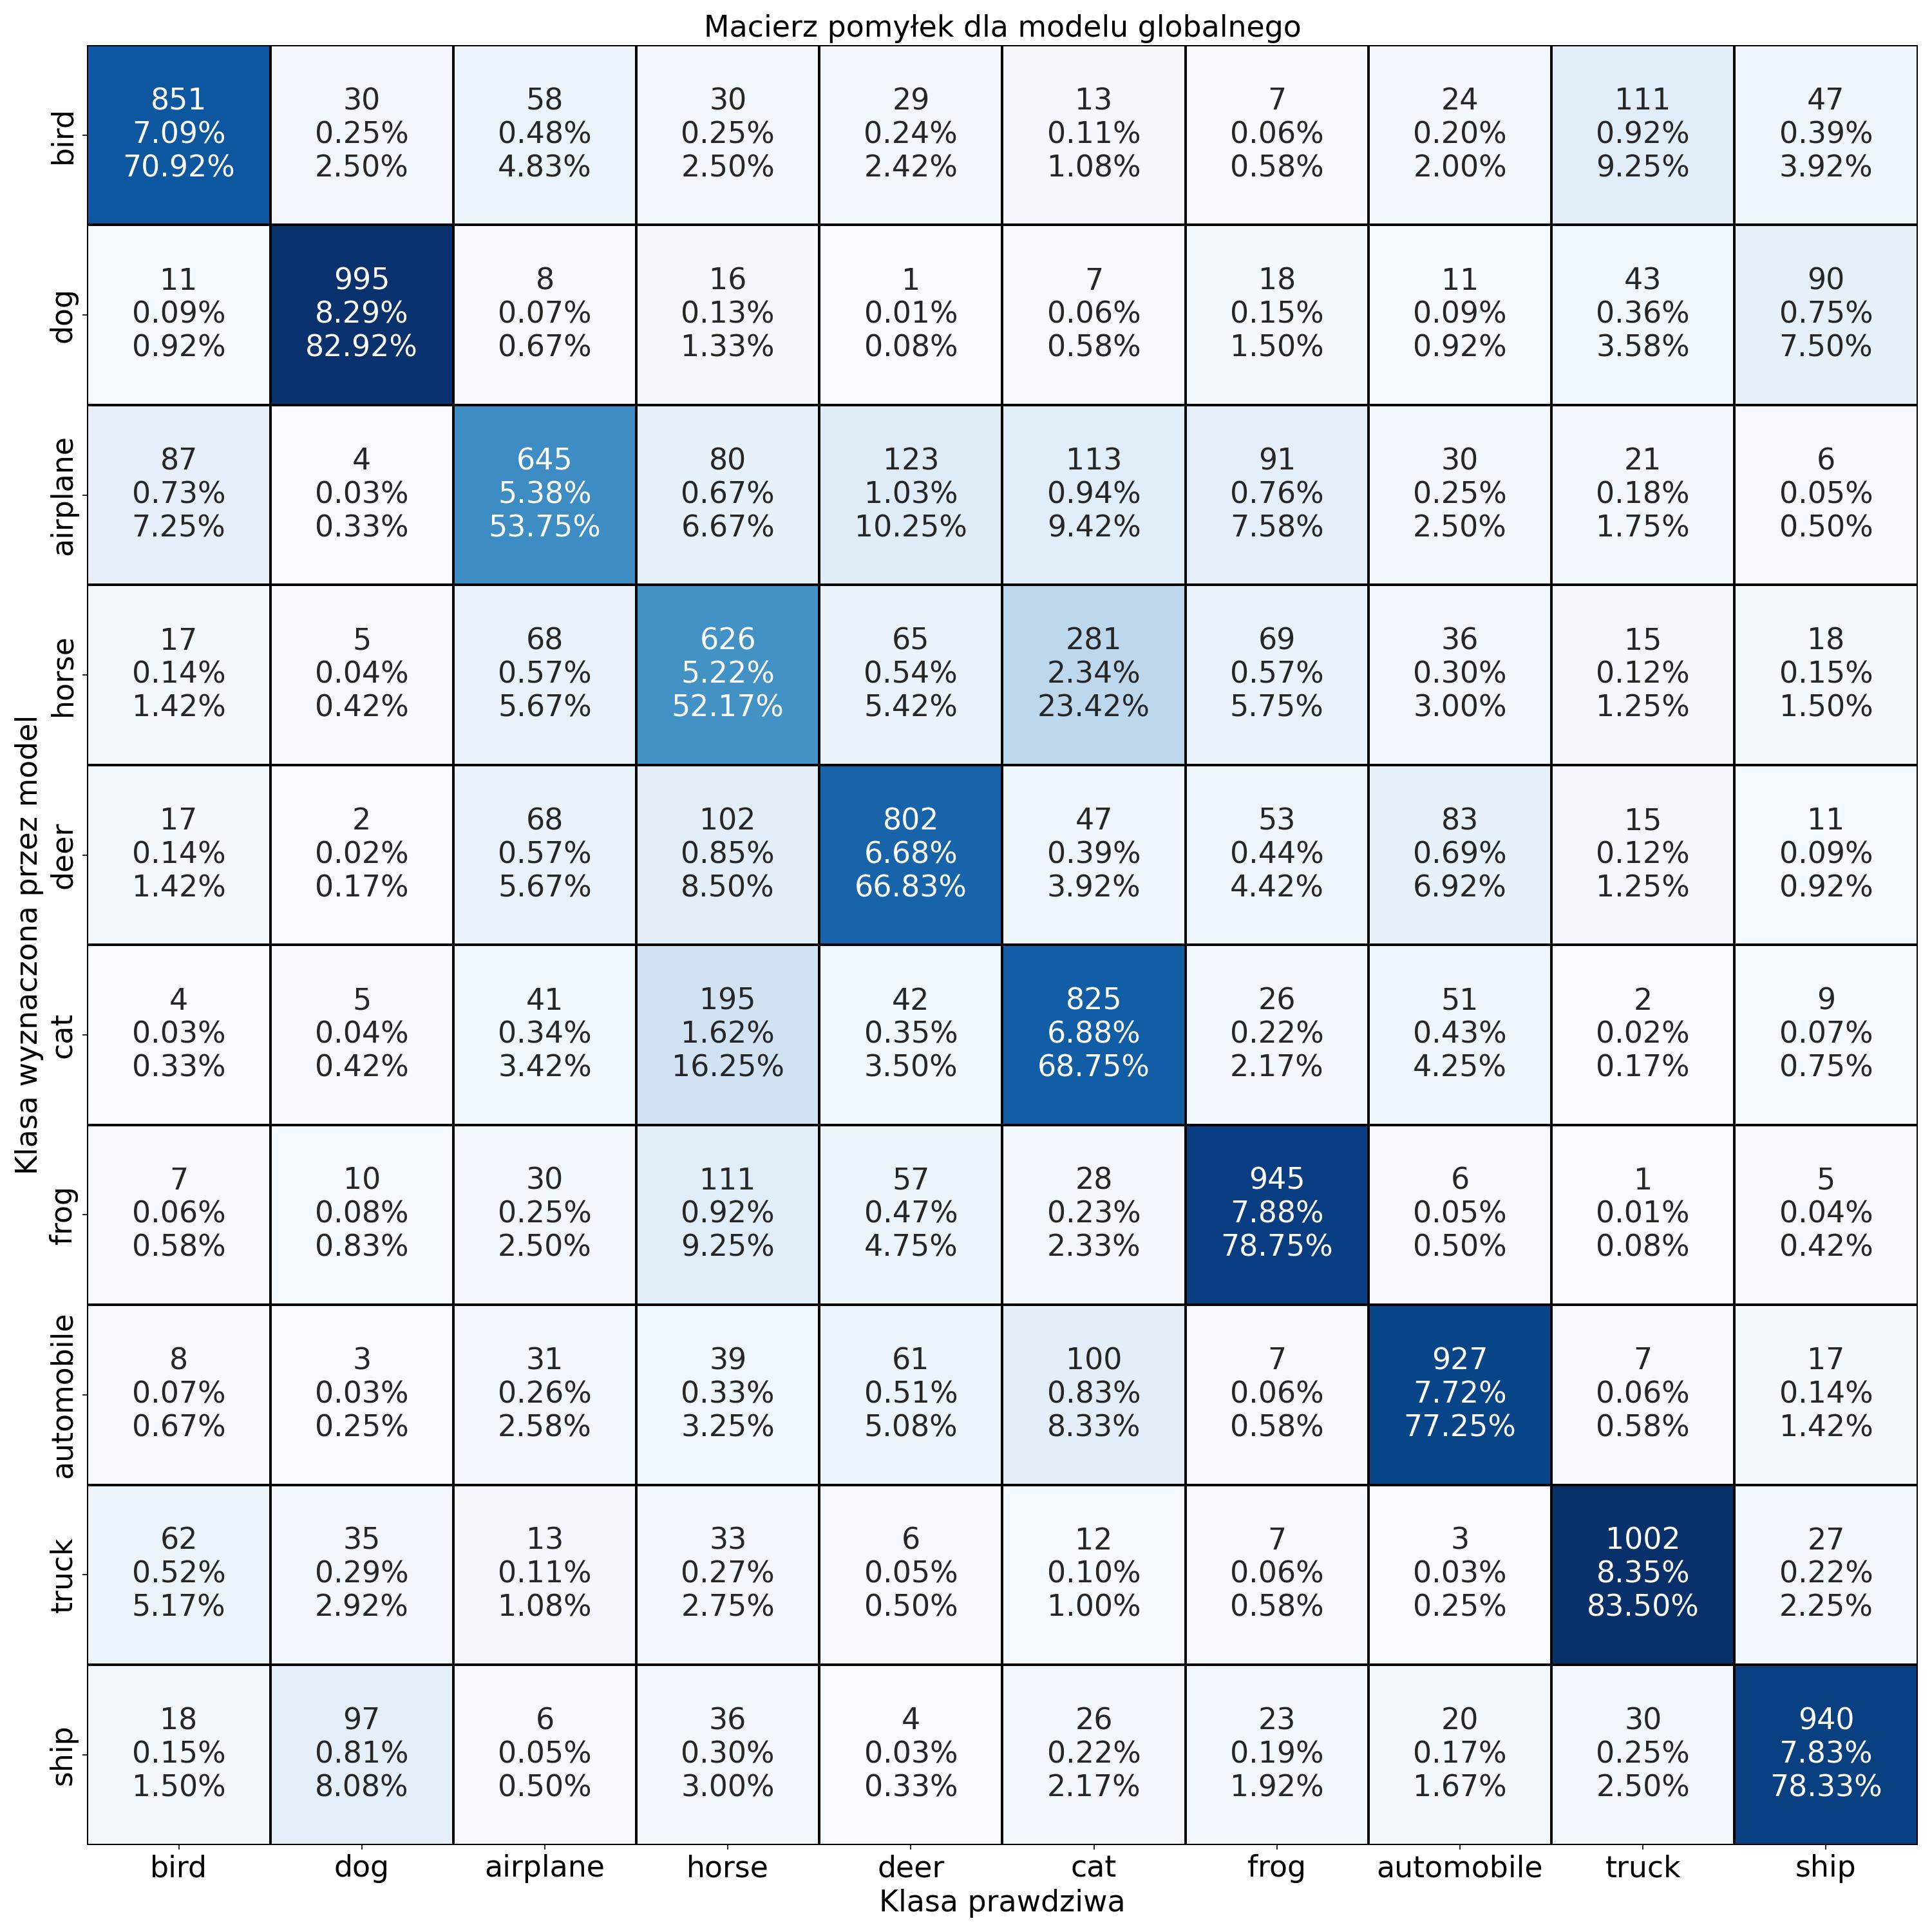 Macierz pomyłek dla modelu globalnego
Klasa wyznaczona przez model
bird
851 30 58 30 29 13 7 24 111 47
7.09% 0.25% 0.48% 0.25% 0.24% 0.11% 0.06% 0.20% 0.92% 0.39%
70.92% 2.50% 4.83% 2.50% 2.42% 1.08% 0.58% 2.00% 9.25% 3.92%
dog
11 995 8 16 1 7 18 11 43 90
0.09% 8.29% 0.07% 0.13% 0.01% 0.06% 0.15% 0.09% 0.36% 0.75%
0.92% 82.92% 0.67% 1.33% 0.08% 0.58% 1.50% 0.92% 3.58% 7.50%
airplane
87 4 645 80 123 113 91 30 21 6
0.73% 0.03% 5.38% 0.67% 1.03% 0.94% 0.76% 0.25% 0.18% 0.05%
7.25% 0.33% 53.75% 6.67% 10.25% 9.42% 7.58% 2.50% 1.75% 0.50%
horse
17 5 68 626 65 281 69 36 15 18
0.14% 0.04% 0.57% 5.22% 0.54% 2.34% 0.57% 0.30% 0.12% 0.15%
1.42% 0.42% 5.67% 52.17% 5.42% 23.42% 5.75% 3.00% 1.25% 1.50%
deer
17 2 68 102 802 47 53 83 15 11
0.14% 0.02% 0.57% 0.85% 6.68% 0.39% 0.44% 0.69% 0.12% 0.09%
1.42% 0.17% 5.67% 8.50% 66.83% 3.92% 4.42% 6.92% 1.25% 0.92%
cat
4 5 41 195 42 825 26 51 2 9
0.03% 0.04% 0.34% 1.62% 0.35% 6.88% 0.22% 0.43% 0.02% 0.07%
0.33% 0.42% 3.42% 16.25% 3.50% 68.75% 2.17% 4.25% 0.17% 0.75%
frog
7 10 30 111 57 28 945 6 1 5
0.06% 0.08% 0.25% 0.92% 0.47% 0.23% 7.88% 0.05% 0.01% 0.04%
0.58% 0.83% 2.50% 9.25% 4.75% 2.33% 78.75% 0.50% 0.08% 0.42%
automobile
8 3 31 39 61 100 7 927 7 17
0.07% 0.03% 0.26% 0.33% 0.51% 0.83% 0.06% 7.72% 0.06% 0.14%
0.67% 0.25% 2.58% 3.25% 5.08% 8.33% 0.58% 77.25% 0.58% 1.42%
truck
62 35 13 33 6 12 7 3 1002 27
0.52% 0.29% 0.11% 0.27% 0.05% 0.10% 0.06% 0.03% 8.35% 0.22%
5.17% 2.92% 1.08% 2.75% 0.50% 1.00% 0.58% 0.25% 83.50% 2.25%
ship
18 97 6 36 4 26 23 20 30 940
0.15% 0.81% 0.05% 0.30% 0.03% 0.22% 0.19% 0.17% 0.25% 7.83%
1.50% 8.08% 0.50% 3.00% 0.33% 2.17% 1.92% 1.67% 2.50% 78.33%
bird dog airplane horse deer cat frog automobile truck ship
Klasa prawdziwa